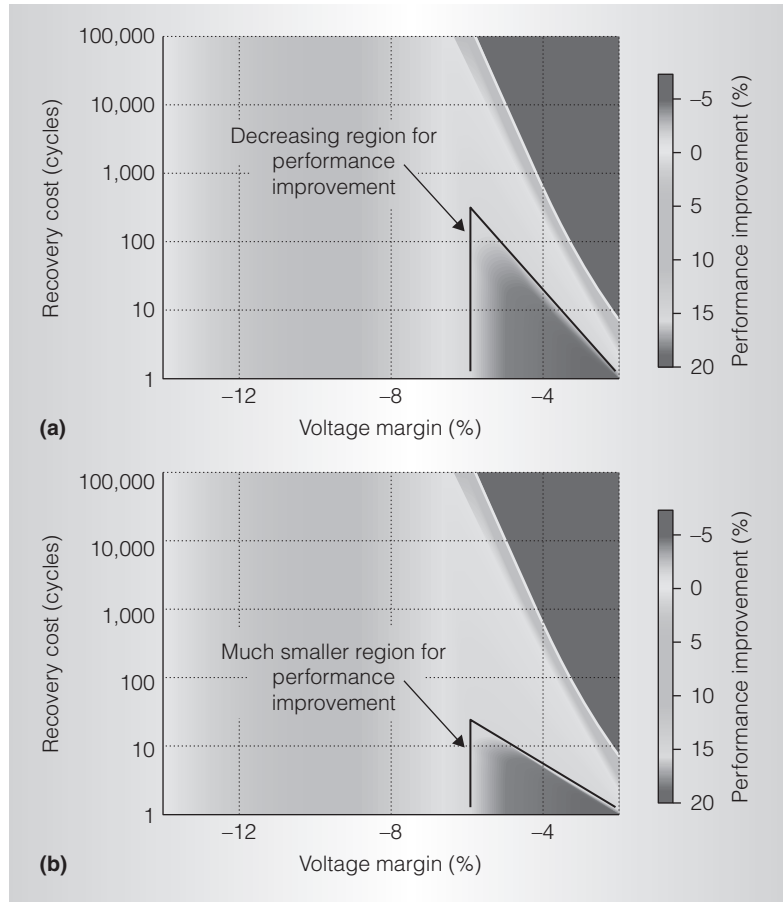 100,000
10,000
1,000
100
10
1
Recovery cost (cycles)
Decreasing region for
performance
improvement
−12
−8
−4
Voltage margin (%)
−5
0
5
10
15
20
Performance improvement (%)
(a)
100,000
10,000
1,000
100
10
1
Recovery cost (cycles)
Much smaller region for
performance
improvement
−12
−8
−4
Voltage margin (%)
−5
0
5
10
15
20
Performance improvement (%)
(b)